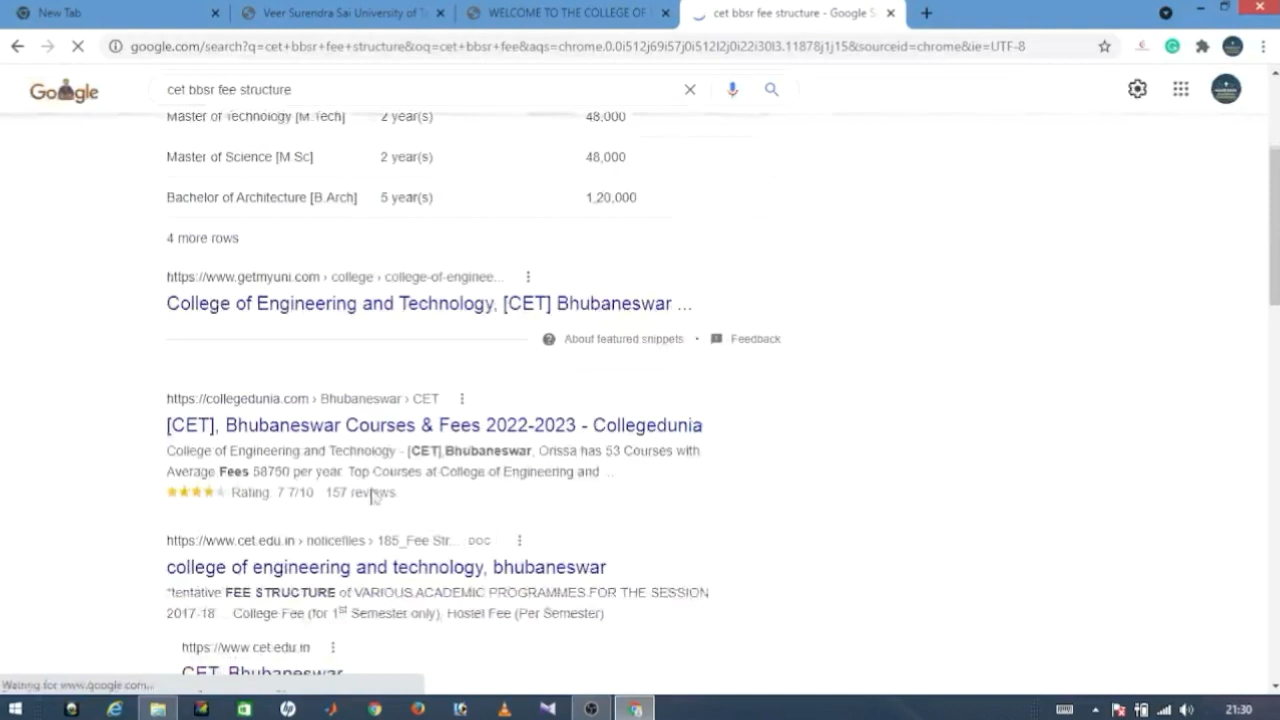 New Tab
Veer Surendra Sai University of T
WELCOME TO THE COLLEGE OF
cet bbsr fee structure - Google S
google.com/search?q=cet+bbsr+fee+structure&oq=cet+bbsr+fee&aqs=chrome.0.0i512j69i57j0i512l2j0i22i30l3.11878j1j15&sourceid=chrome&ie=UTF-8
Google
cet bbsr fee structure
Master of Technology [M.Tech] 2 year(s) 48,000
Master of Science [M.Sc] 2 year(s) 48,000
Bachelor of Architecture [B.Arch] 5 year(s) 1,20,000
4 more rows
https://www.getmyuni.com › college › college-of-enginee...
College of Engineering and Technology, [CET] Bhubaneswar ...
About featured snippets • Feedback
https://collegedunia.com › Bhubaneswar › CET
[CET], Bhubaneswar Courses & Fees 2022-2023 - Collegedunia
College of Engineering and Technology - [CET] Bhubaneswar, Orissa has 53 Courses with
Average Fees 58750 per year. Top Courses at College of Engineering and ...
Rating 7.7/10 157 reviews
https://www.cet.edu.in › noticefiles › 185_Fee Str... DOC
college of engineering and technology, bhubaneswar
*tentative FEE STRUCTURE of VARIOUS ACADEMIC PROGRAMMES FOR THE SESSION
2017-18 College Fee (for 1st Semester only), Hostel Fee (Per Semester)
https://www.cet.edu.in
CET, Bhubaneswar
Waiting for www.google.com...
21:30